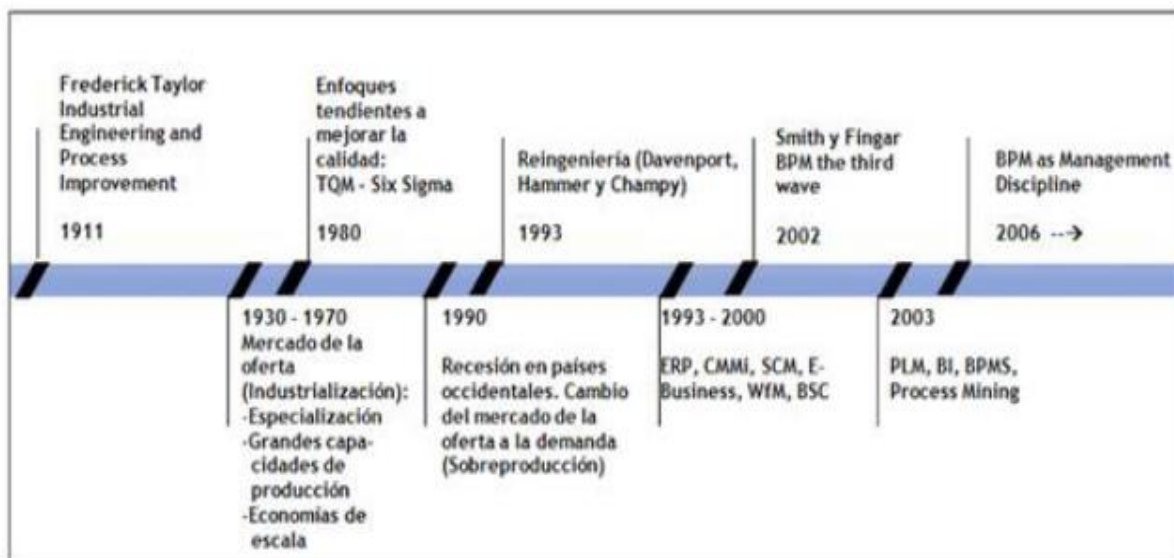 Frederick Taylor
Industrial
Engineering and
Process
Improvement
1911
Enfoques
tendientes a
mejorar la
calidad:
TQM - Six Sigma
1980
Reingeniería (Davenport,
Hammer y Champy)
1993
Smith y Fingar
BPM the third
wave
2002
BPM as Management
Discipline
2006 --→
1930 - 1970
Mercado de la
oferta
(Industrialización):
-Especialización
-Grandes capa-
cidades de
producción
-Economías de
escala
1990
Recesión en países
occidentales. Cambio
del mercado de la
oferta a la demanda
(Sobreproducción)
1993 - 2000
ERP, CMMi, SCM, E-
Business, WfM, BSC
2003
PLM, BI, BPMS,
Process Mining